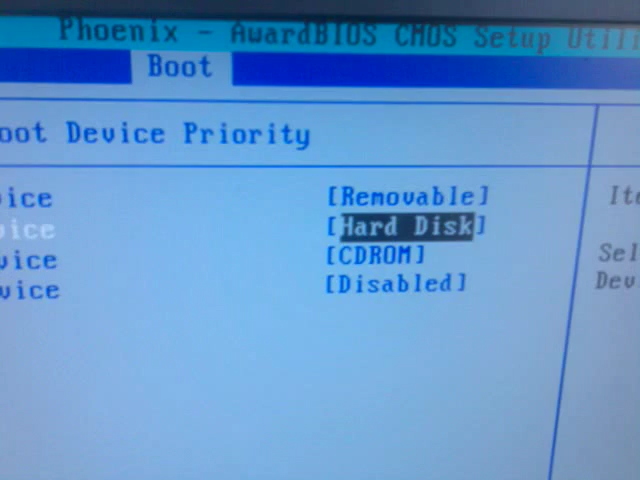 Phoenix - AwardBIOS CMOS Setup Utili
Boot
oot Device Priority
ice [Removable] Ite
vice [Hard Disk]
vice [CDROM] Sel
vice [Disabled] Dev